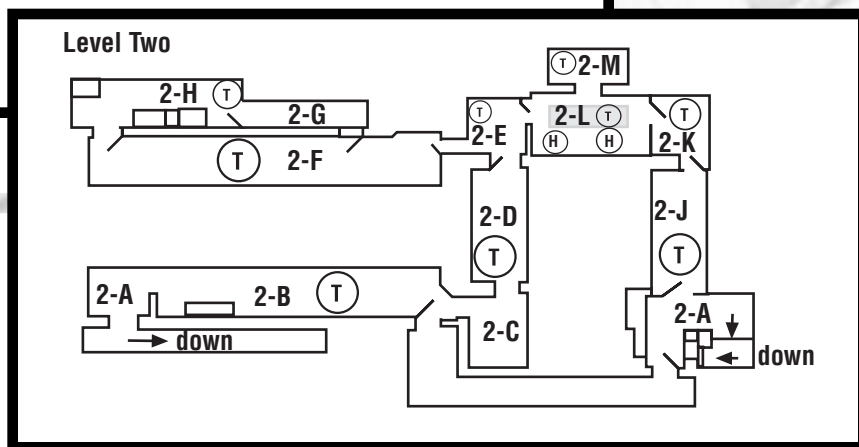 Level Two
T 2-M
2-H T
2-G
T 2-E
2-L T
H H
T 2-K
T 2-F
2-D
T
2-J
T
2-A 2-B T
2-C
2-A
down
down